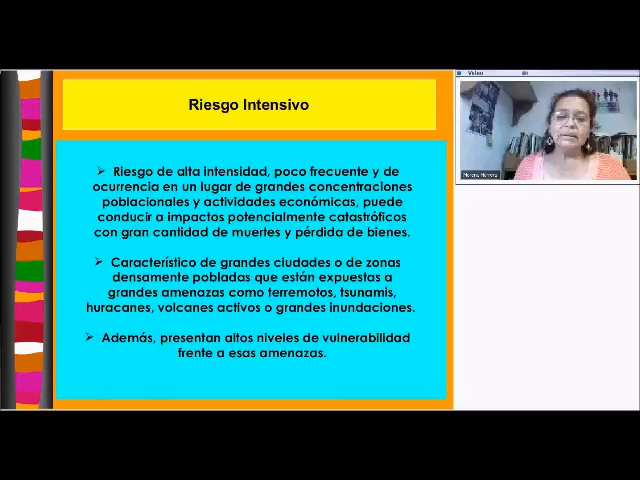 Riesgo Intensivo
Video
➢ Riesgo de alta intensidad, poco frecuente y de
ocurrencia en un lugar de grandes concentraciones
poblacionales y actividades económicas, puede
conducir a impactos potencialmente catastróficos
con gran cantidad de muertes y pérdida de bienes.
➢ Característico de grandes ciudades o de zonas
densamente pobladas que están expuestas a
grandes amenazas como terremotos, tsunamis,
huracanes, volcanes activos o grandes inundaciones.
➢ Además, presentan altos niveles de vulnerabilidad
frente a esas amenazas.